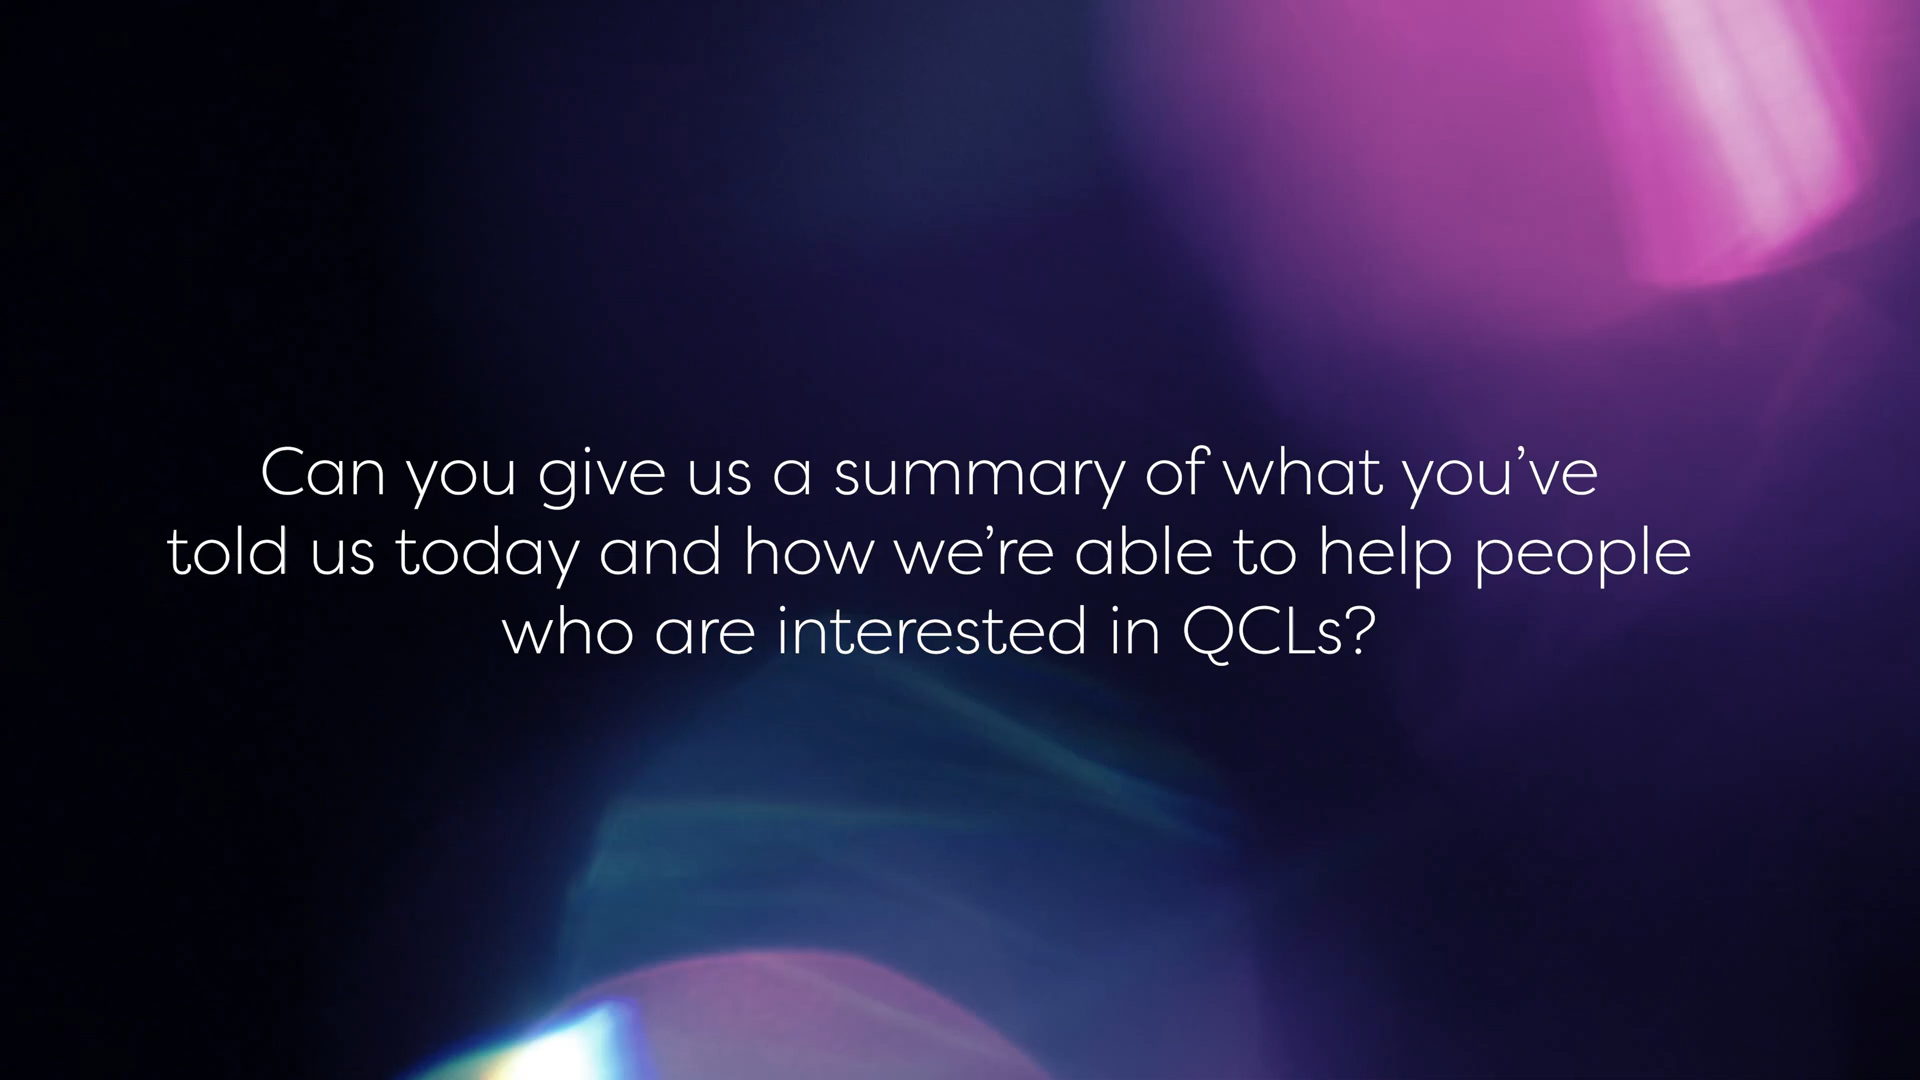 Can you give us a summary of what you’ve
told us today and how we’re able to help people
who are interested in QCLs?